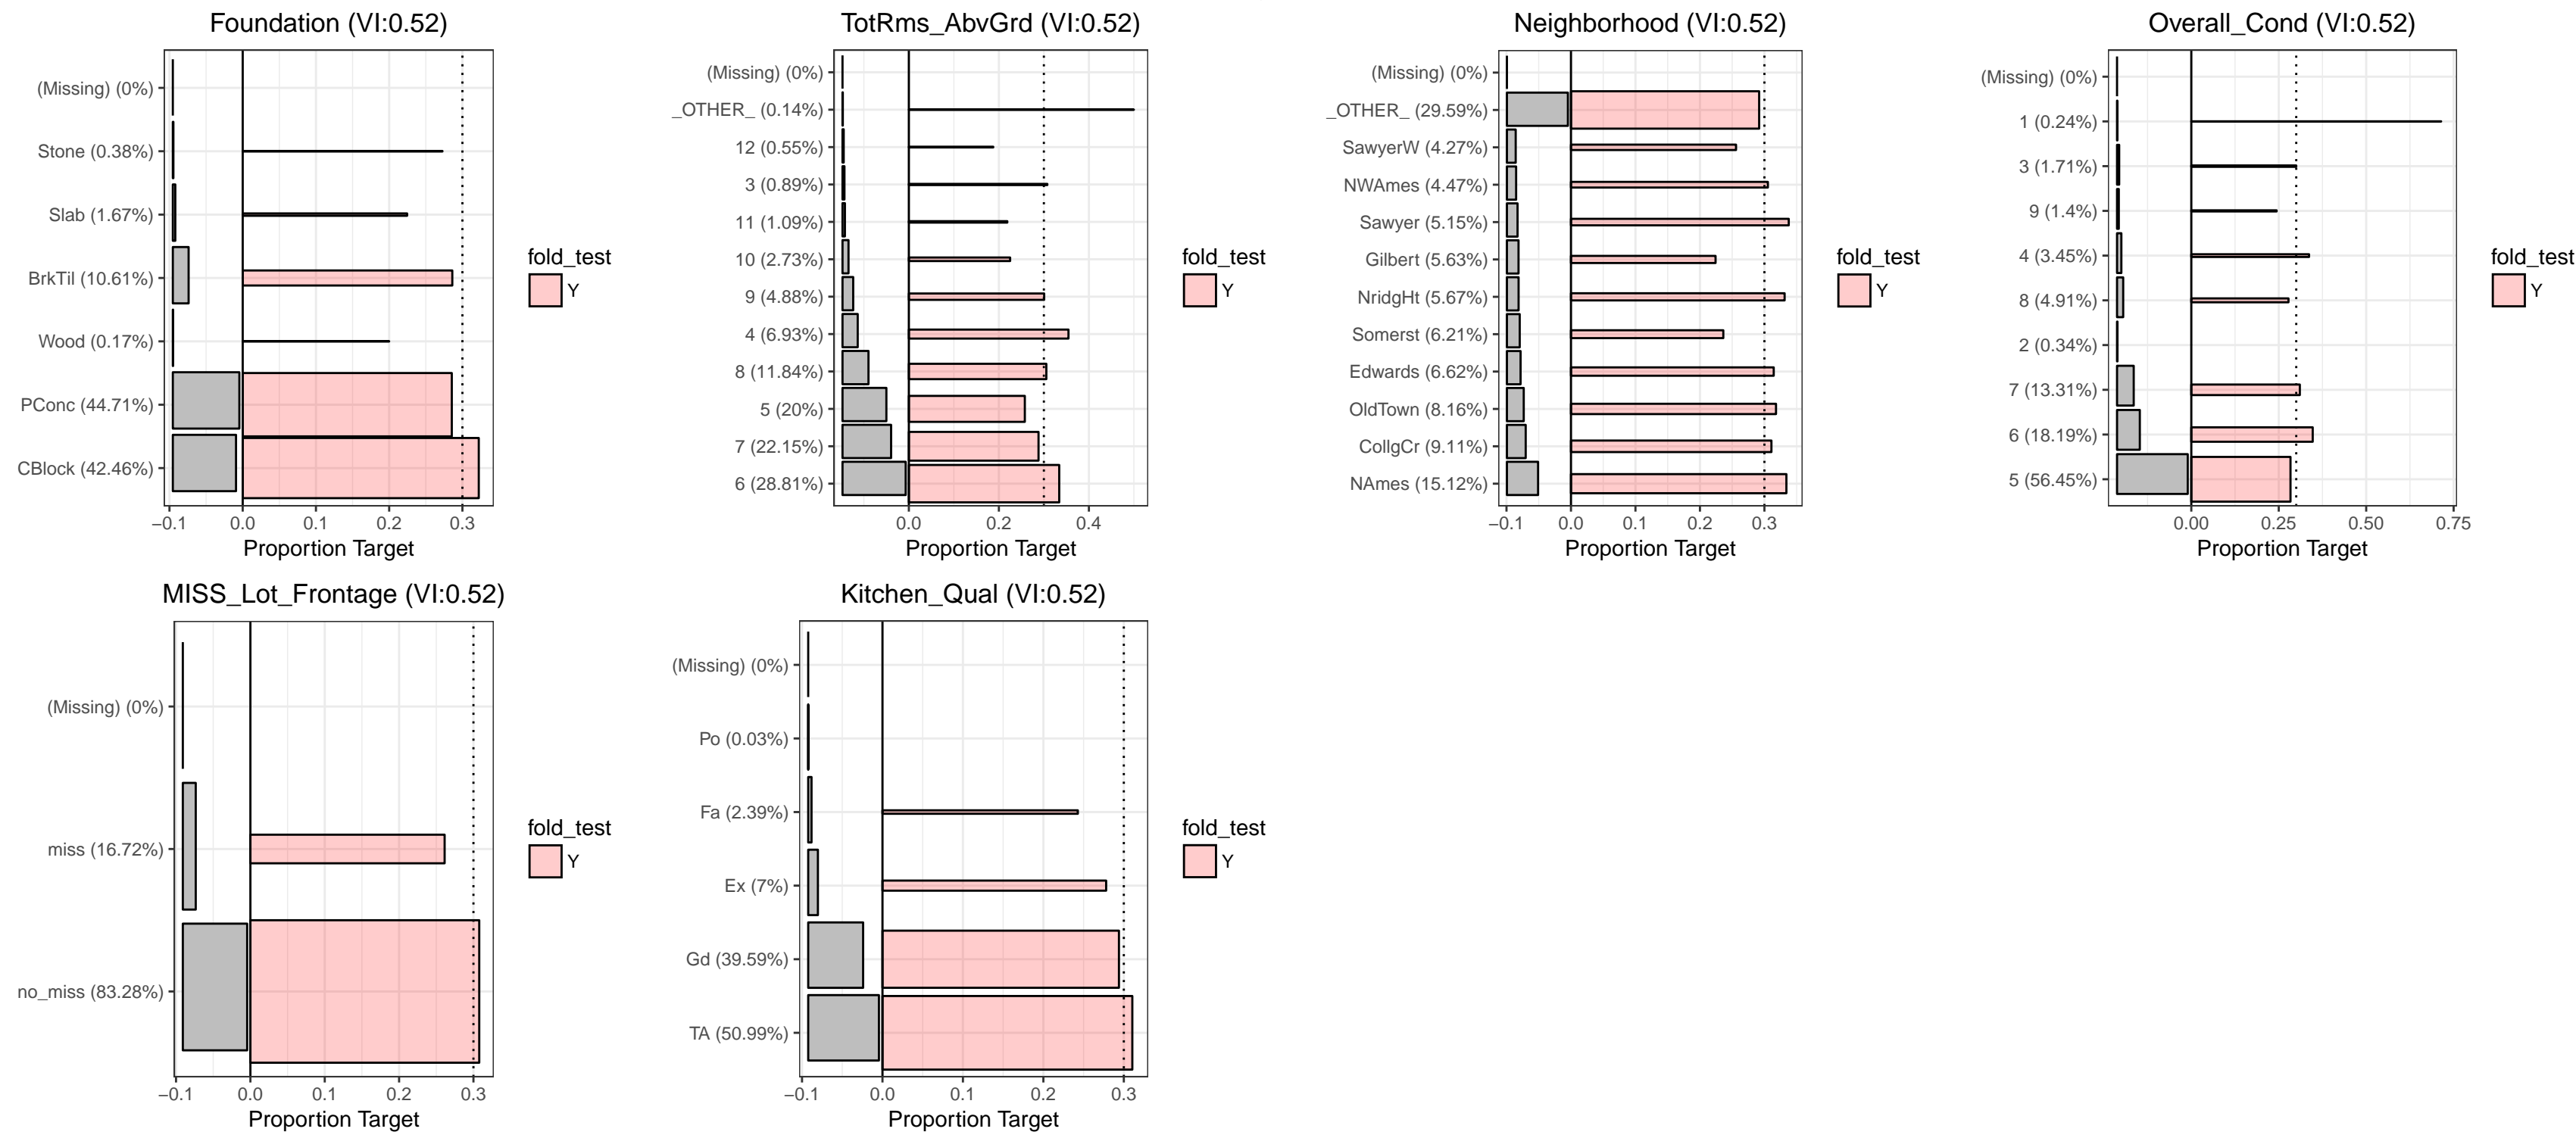 Foundation (VI:0.52)
(Missing) (0%)
Stone (0.38%)
Slab (1.67%)
BrkTil (10.61%)
Wood (0.17%)
PConc (44.71%)
CBlock (42.46%)
−0.1 0.0 0.1 0.2 0.3
Proportion Target
fold_test
Y
TotRms_AbvGrd (VI:0.52)
(Missing) (0%)
_OTHER_ (0.14%)
12 (0.55%)
3 (0.89%)
11 (1.09%)
10 (2.73%)
9 (4.88%)
4 (6.93%)
8 (11.84%)
5 (20%)
7 (22.15%)
6 (28.81%)
0.0 0.2 0.4
Proportion Target
fold_test
Y
Neighborhood (VI:0.52)
(Missing) (0%)
_OTHER_ (29.59%)
SawyerW (4.27%)
NWAmes (4.47%)
Sawyer (5.15%)
Gilbert (5.63%)
NridgHt (5.67%)
Somerst (6.21%)
Edwards (6.62%)
OldTown (8.16%)
CollgCr (9.11%)
NAmes (15.12%)
−0.1 0.0 0.1 0.2 0.3
Proportion Target
fold_test
Y
Overall_Cond (VI:0.52)
(Missing) (0%)
1 (0.24%)
3 (1.71%)
9 (1.4%)
4 (3.45%)
8 (4.91%)
2 (0.34%)
7 (13.31%)
6 (18.19%)
5 (56.45%)
0.00 0.25 0.50 0.75
Proportion Target
fold_test
Y
MISS_Lot_Frontage (VI:0.52)
(Missing) (0%)
miss (16.72%)
no_miss (83.28%)
−0.1 0.0 0.1 0.2 0.3
Proportion Target
fold_test
Y
Kitchen_Qual (VI:0.52)
(Missing) (0%)
Po (0.03%)
Fa (2.39%)
Ex (7%)
Gd (39.59%)
TA (50.99%)
−0.1 0.0 0.1 0.2 0.3
Proportion Target
fold_test
Y